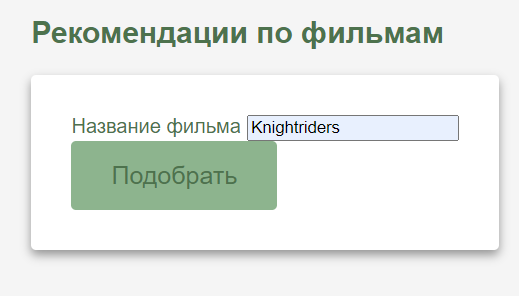 Рекомендации по фильмам
Название фильма Knightriders
Подобрать